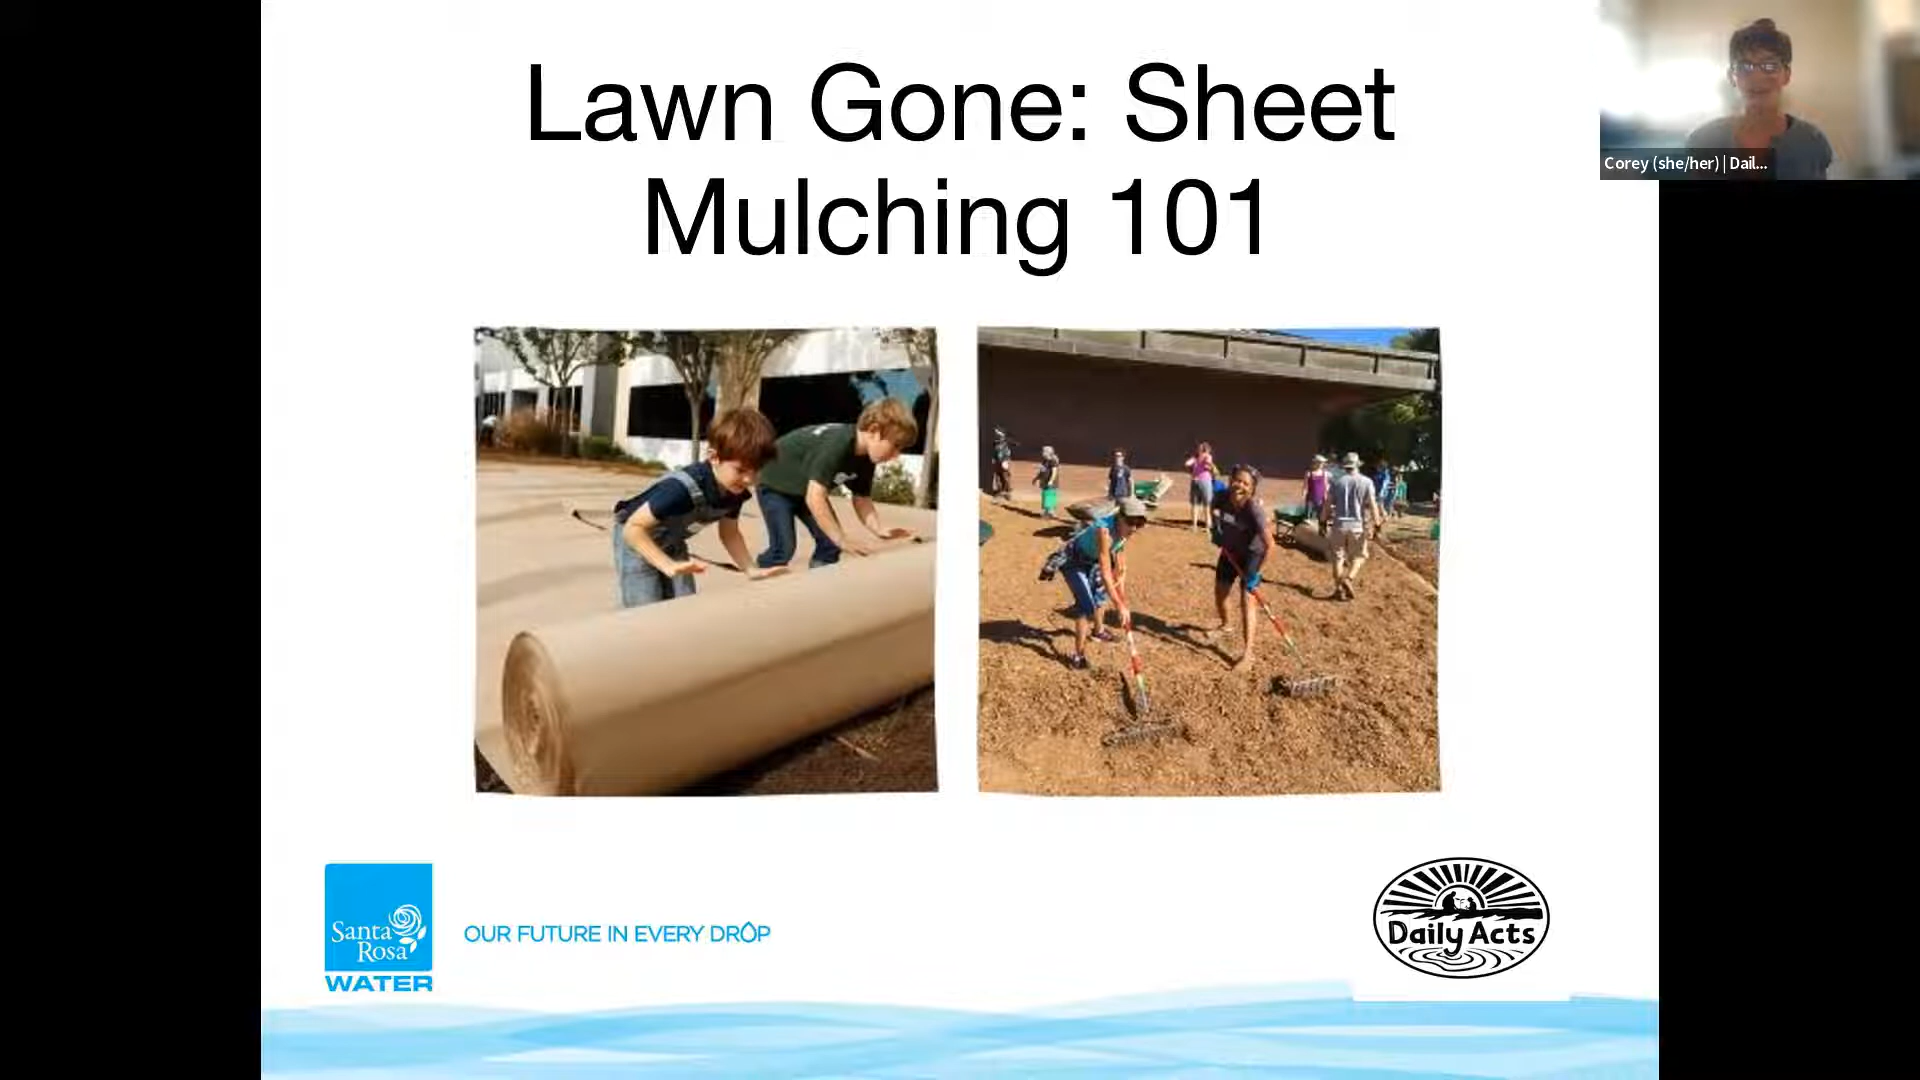 Lawn Gone: Sheet
Mulching 101
Corey (she/her) | Dail...
Santa
Rosa
WATER
OUR FUTURE IN EVERY DROP
Daily Acts